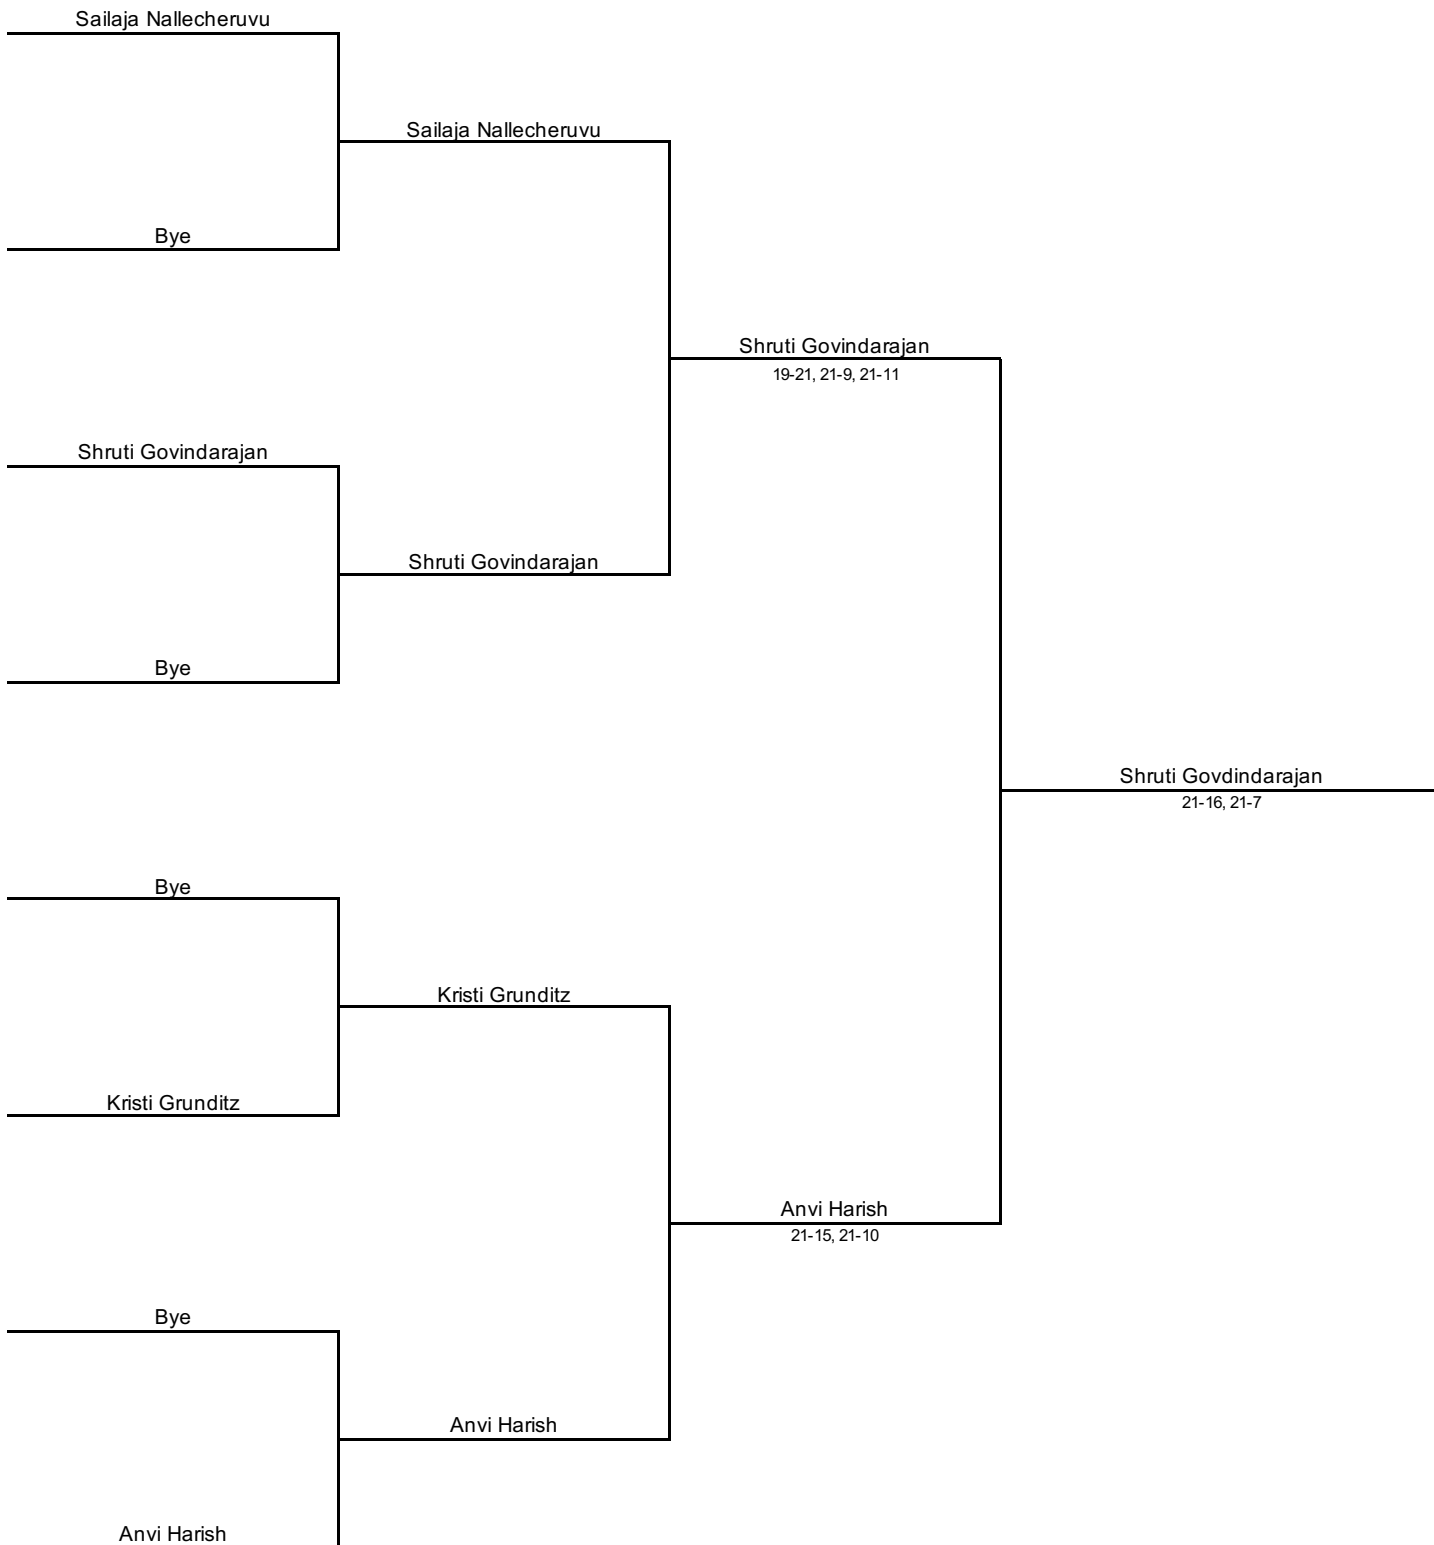 Sailaja Nallecheruvu
Sailaja Nallecheruvu
Bye
Shruti Govindarajan
19-21, 21-9, 21-11
Shruti Govindarajan
Shruti Govindarajan
Bye
Shruti Govdindarajan
21-16, 21-7
Bye
Kristi Grunditz
Kristi Grunditz
Anvi Harish
21-15, 21-10
Bye
Anvi Harish
Anvi Harish